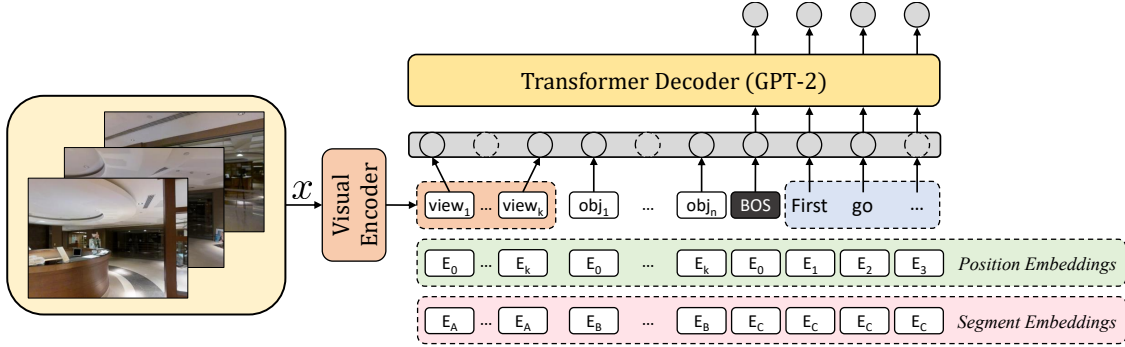 Transformer Decoder (GPT-2)
x
Visual Encoder
view1 ... viewk obj1 ... objn BOS First go ...
E0 ... Ek E0 ... Ek E0 E1 E2 E3 Position Embeddings
EA ... EA EB ... EB EC EC EC EC Segment Embeddings